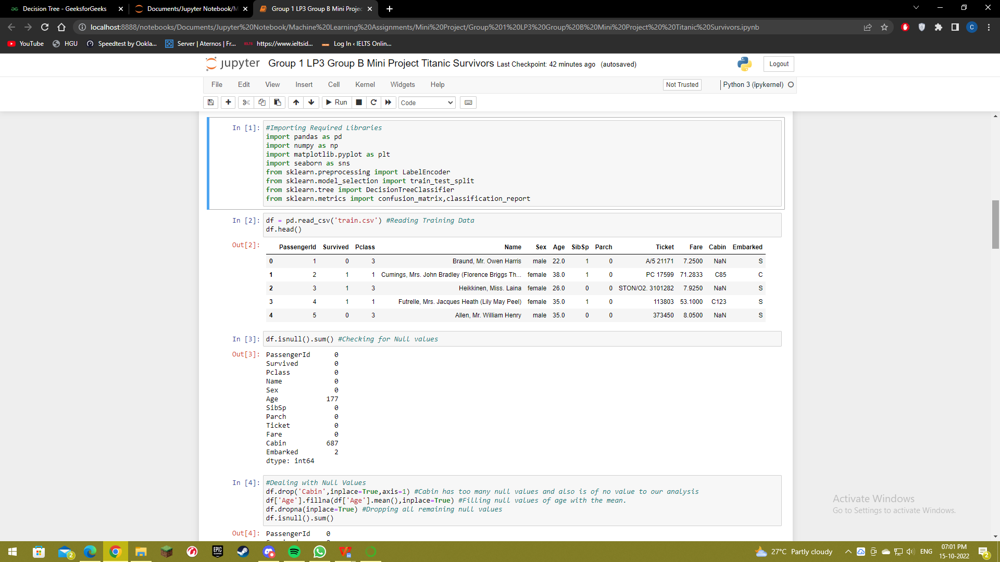 Decision Tree - GeeksforGeeks
Documents/Jupyter Notebook/M
Group 1 LP3 Group B Mini Projec
localhost:8888/notebooks/Documents/Jupyter%20Notebook/Machine%20Learning%20Assignments/Mini%20Project/Group%201%20LP3%20Group%20B%20Mini%20Project%20%20Titanic%20Survivors.ipynb
C
YouTube HGU Speedtest by Ookla... Server | Aternos | Fr... IELTS https://www.ieltsid... Log In ‹ IELTS Onlin...
jupyter Group 1 LP3 Group B Mini Project Titanic Survivors Last Checkpoint: 42 minutes ago (autosaved)
Logout
File Edit View Insert Cell Kernel Widgets Help
Not Trusted Python 3 (ipykernel)
Run Code
In [1]: #Importing Required Libraries
import pandas as pd
import numpy as np
import matplotlib.pyplot as plt
import seaborn as sns
from sklearn.preprocessing import LabelEncoder
from sklearn.model_selection import train_test_split
from sklearn.tree import DecisionTreeClassifier
from sklearn.metrics import confusion_matrix,classification_report
In [2]: df = pd.read_csv('train.csv') #Reading Training Data
df.head()
Out[2]: PassengerId Survived Pclass Name Sex Age SibSp Parch Ticket Fare Cabin Embarked
0 1 0 3 Braund, Mr. Owen Harris male 22.0 1 0 A/5 21171 7.2500 NaN S
1 2 1 1 Cumings, Mrs. John Bradley (Florence Briggs Th... female 38.0 1 0 PC 17599 71.2833 C85 C
2 3 1 3 Heikkinen, Miss. Laina female 26.0 0 0 STON/O2. 3101282 7.9250 NaN S
3 4 1 1 Futrelle, Mrs. Jacques Heath (Lily May Peel) female 35.0 1 0 113803 53.1000 C123 S
4 5 0 3 Allen, Mr. William Henry male 35.0 0 0 373450 8.0500 NaN S
In [3]: df.isnull().sum() #Checking for Null values
Out[3]: PassengerId 0
Survived 0
Pclass 0
Name 0
Sex 0
Age 177
SibSp 0
Parch 0
Ticket 0
Fare 0
Cabin 687
Embarked 2
dtype: int64
In [4]: #Dealing with Null Values
df.drop('Cabin',inplace=True,axis=1) #Cabin has too many null values and also is of no value to our analysis
df['Age'].fillna(df['Age'].mean(),inplace=True) #Filling null values of age with the mean.
df.dropna(inplace=True) #Dropping all remaining null values
df.isnull().sum()
Out[4]: PassengerId 0
Activate Windows
Go to Settings to activate Windows.
2
EPIC GAMES
27°C Partly cloudy
ENG
07:01 PM
15-10-2022
2